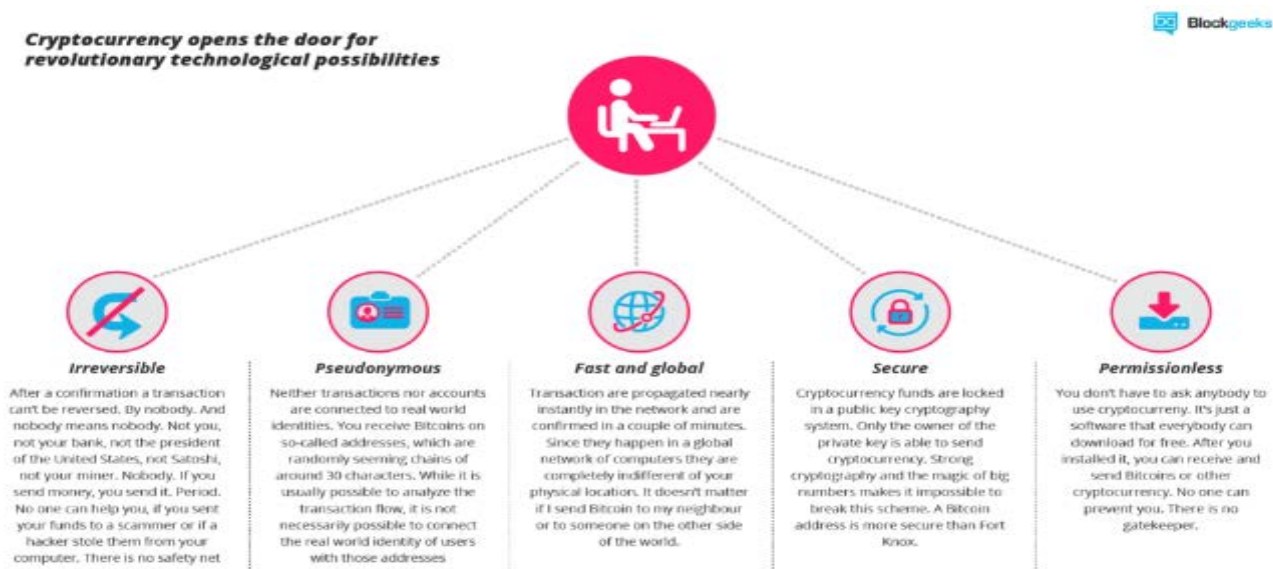 Cryptocurrency opens the door for
revolutionary technological possibilities
Blockgeeks
Irreversible
After a confirmation a transaction
can't be reversed. By nobody. And
nobody means nobody. Not you,
not your bank, not the president
of the United States, not Satoshi,
not your miner. Nobody. If you
send money, you send it. Period.
No one can help you, if you sent
your funds to a scammer or if a
hacker stole them from your
computer. There is no safety net
Pseudonymous
Neither transactions nor accounts
are connected to real world
identities. You receive Bitcoins on
so-called addresses, which are
randomly seeming chains of
around 30 characters. While it is
usually possible to analyze the
transaction flow, it is not
necessarily possible to connect
the real world identity of users
with those addresses
Fast and global
Transaction are propagated nearly
instantly in the network and are
confirmed in a couple of minutes.
Since they happen in a global
network of computers they are
completely indifferent of your
physical location. It doesn't matter
if I send Bitcoin to my neighbour
or to someone on the other side
of the world.
Secure
Cryptocurrency funds are locked
in a public key cryptography
system. Only the owner of the
private key is able to send
cryptocurrency. Strong
cryptography and the magic of big
numbers makes it impossible to
break this scheme. A Bitcoin
address is more secure than Fort
Knox.
Permissionless
You don't have to ask anybody to
use cryptocurreny. It's just a
software that everybody can
download for free. After you
installed it, you can receive and
send Bitcoins or other
cryptocurrency. No one can
prevent you. There is no
gatekeeper.